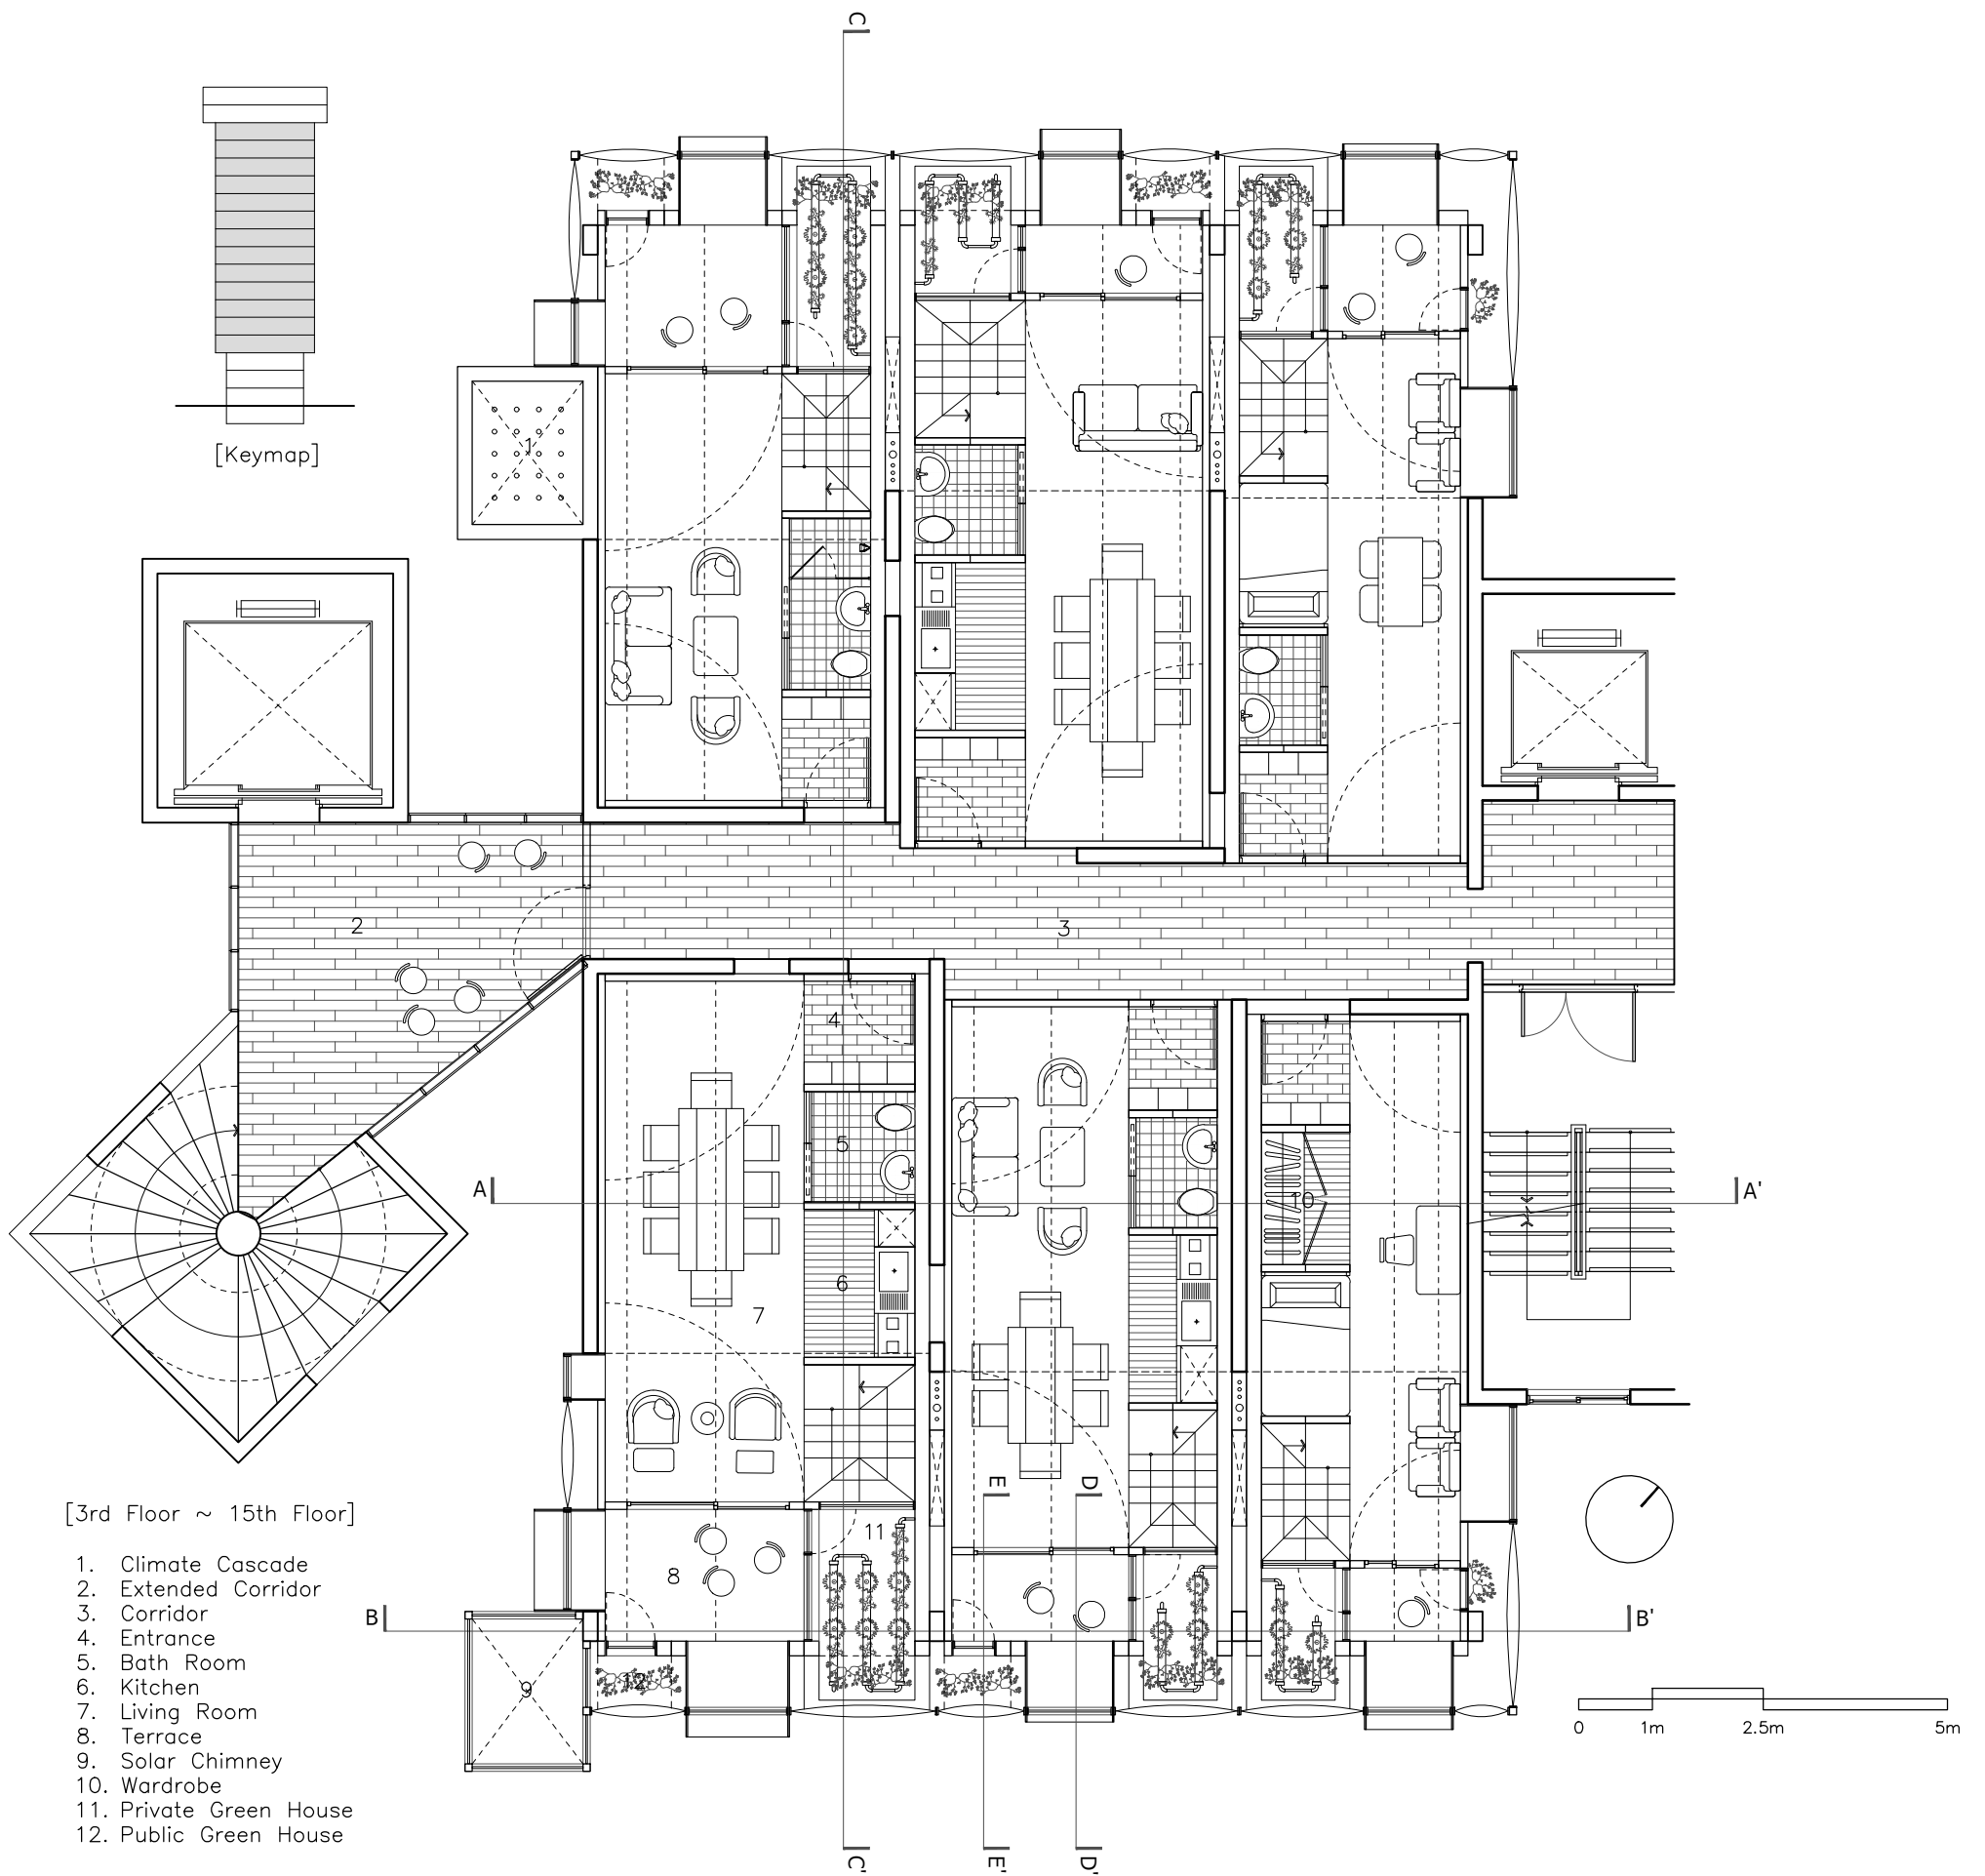 C
[Keymap]
1
2
3
4
5
A
10
A'
6
7
E
D
[3rd Floor ~ 15th Floor]
11
8
1. Climate Cascade
2. Extended Corridor
3. Corridor
4. Entrance
5. Bath Room
6. Kitchen
7. Living Room
8. Terrace
9. Solar Chimney
10. Wardrobe
11. Private Green House
12. Public Green House
B
B'
12
9
0 1m 2.5m 5m
C'
E'
D'